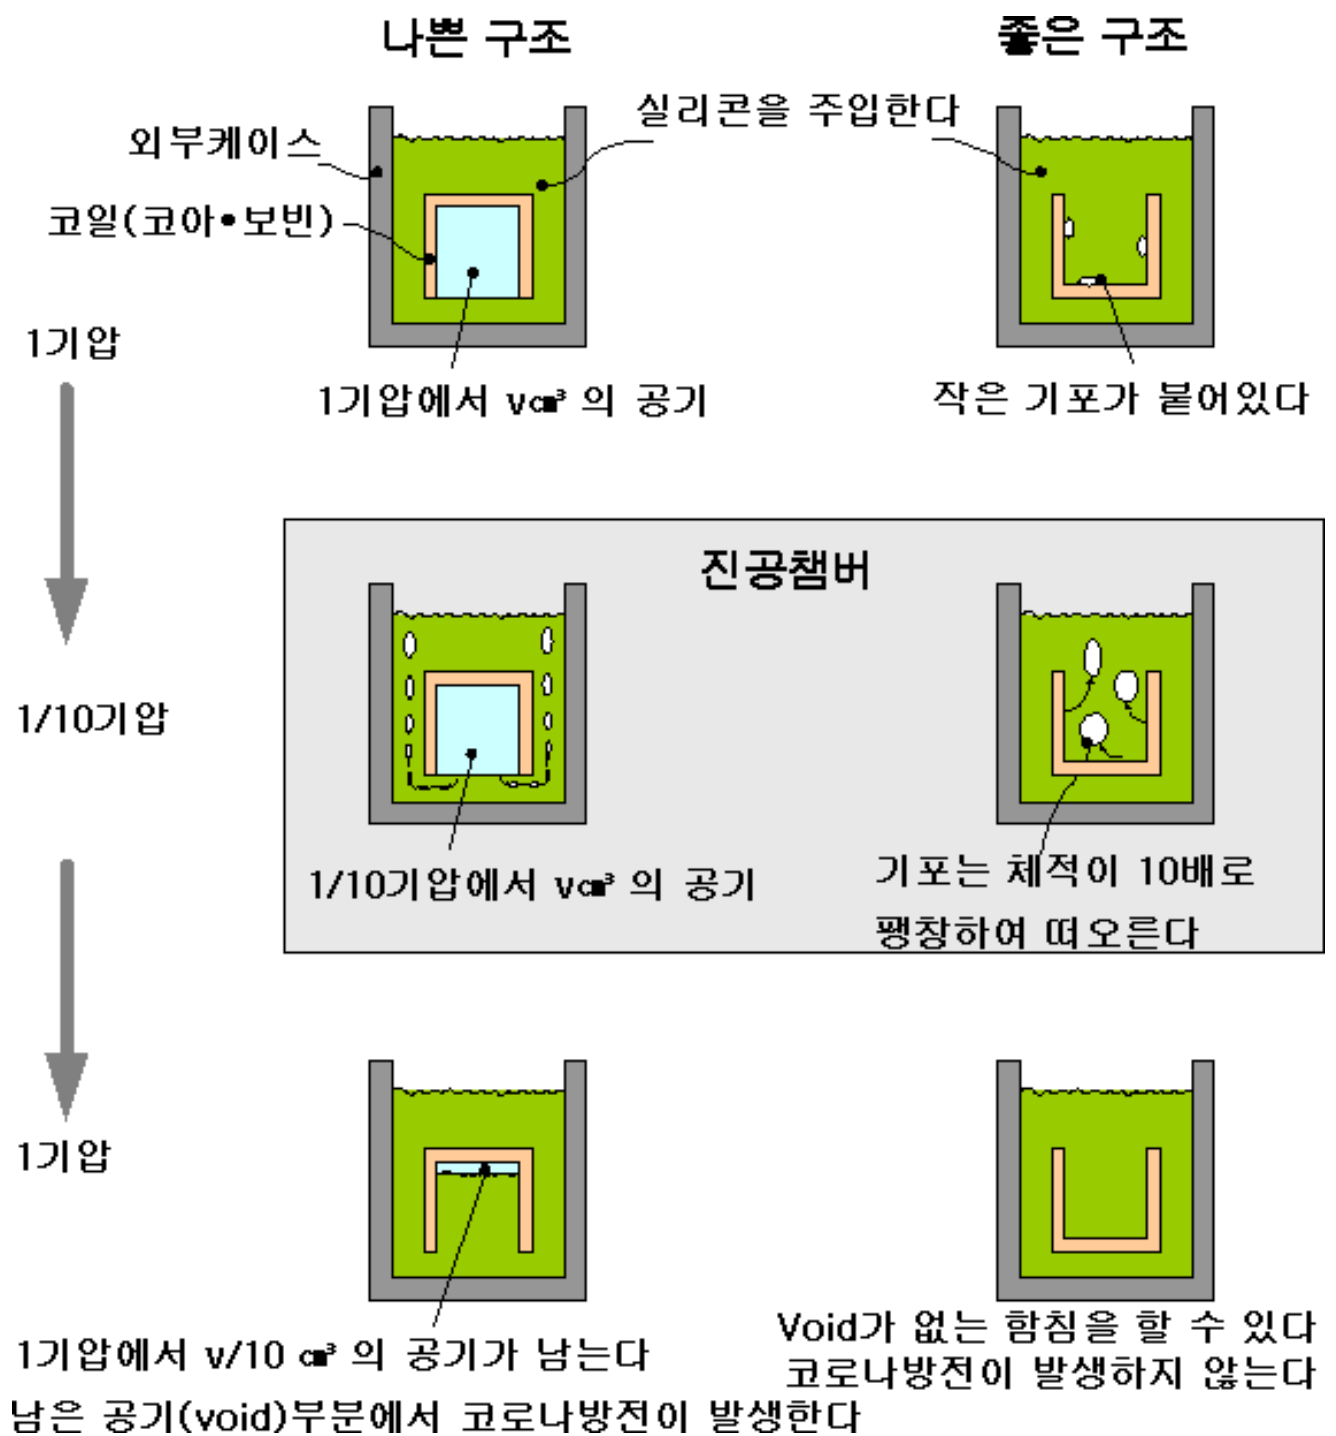 나쁜 구조
좋은 구조
외부케이스
실리콘을 주입한다
코일(코아•보빈)
1기압
1기압에서 v㎤ 의 공기
작은 기포가 붙어있다
진공챔버
1/10기압
1/10기압에서 v㎤ 의 공기
기포는 체적이 10배로
팽창하여 떠오른다
1기압
1기압에서 v/10 ㎤ 의 공기가 남는다
남은 공기(void)부분에서 코로나방전이 발생한다
Void가 없는 함침을 할 수 있다
코로나방전이 발생하지 않는다